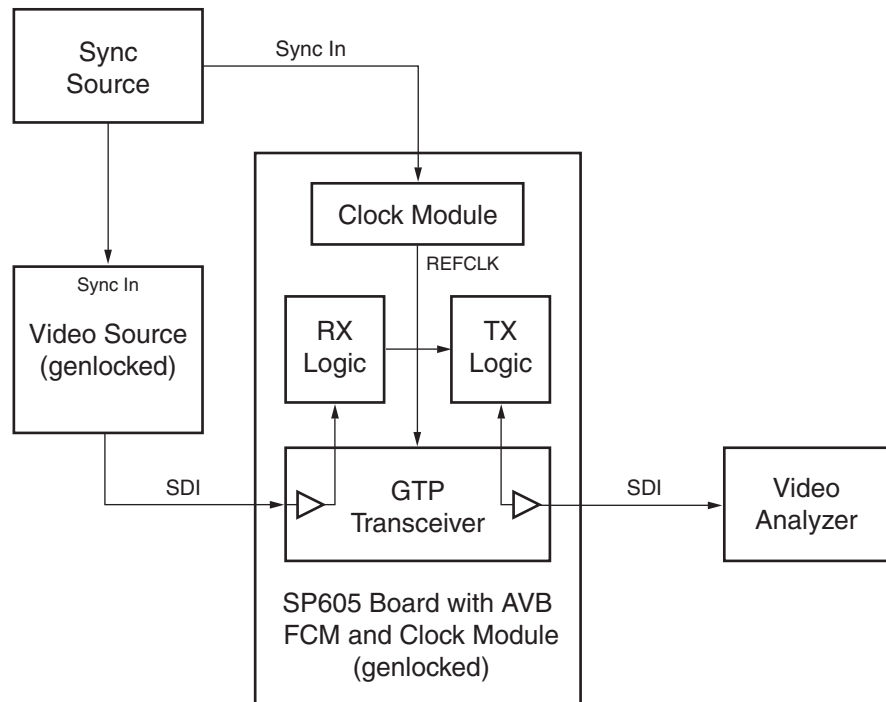 Sync
Source
Sync In
Clock Module
REFCLK
Sync In
Video Source
(genlocked)
RX
Logic
TX
Logic
SDI
GTP
Transceiver
SDI
Video
Analyzer
SP605 Board with AVB
FCM and Clock Module
(genlocked)